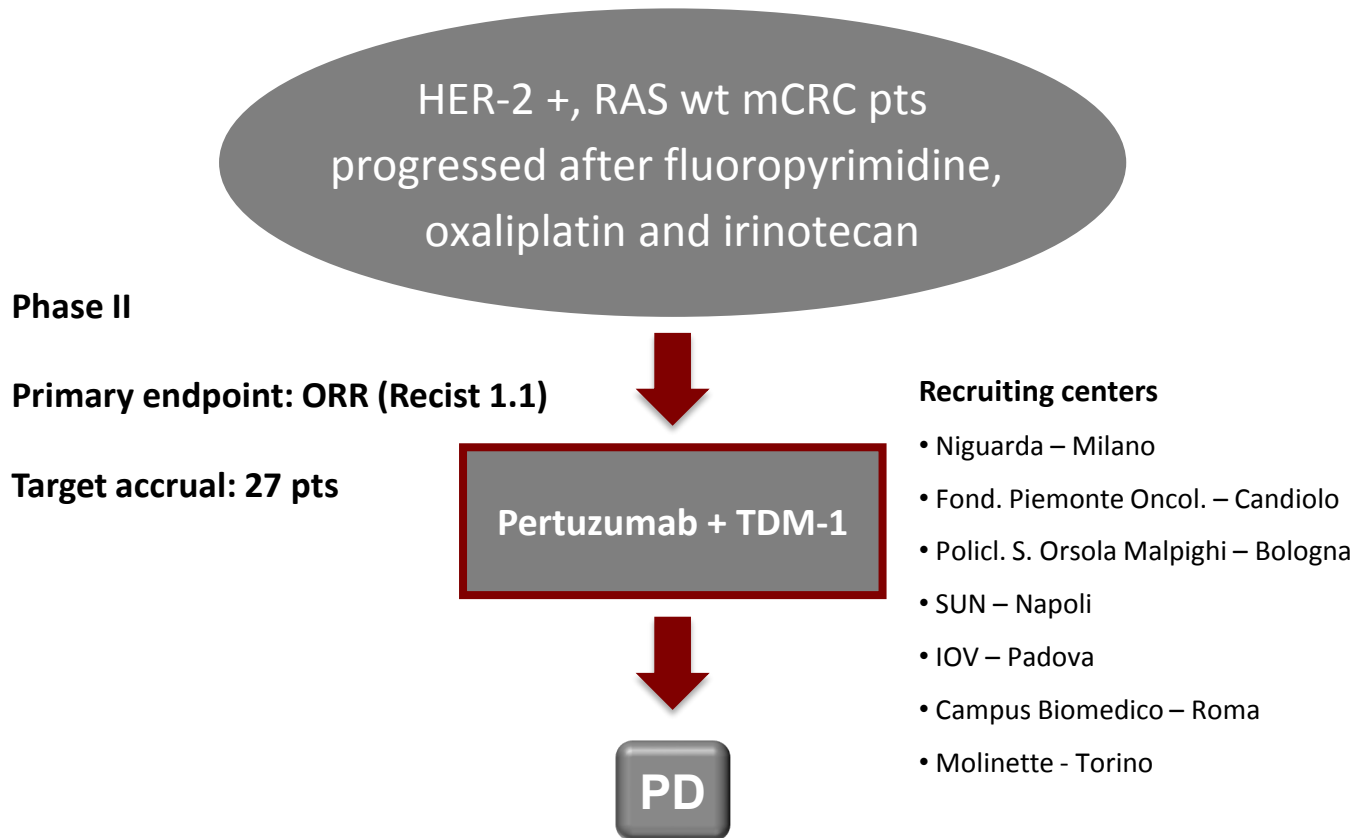 HER-2 +, RAS wt mCRC pts
progressed after fluoropyrimidine,
oxaliplatin and irinotecan
Phase II
Primary endpoint: ORR (Recist 1.1)
Target accrual: 27 pts
Pertuzumab + TDM-1
PD
Recruiting centers
• Niguarda – Milano
• Fond. Piemonte Oncol. – Candiolo
• Policl. S. Orsola Malpighi – Bologna
• SUN – Napoli
• IOV – Padova
• Campus Biomedico – Roma
• Molinette - Torino